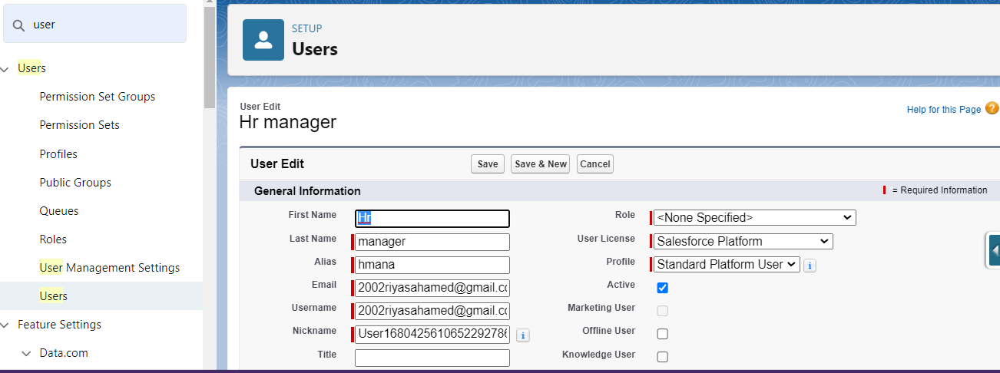 user
Users
Permission Set Groups
Permission Sets
Profiles
Public Groups
Queues
Roles
User Management Settings
Users
Feature Settings
Data.com
SETUP
Users
User Edit
Hr manager
Help for this Page ?
User Edit Save Save & New Cancel
General Information = Required Information
First Name Hr Role <None Specified>
Last Name manager User License Salesforce Platform
Alias hmana Profile Standard Platform User i
Email 2002riyasahamed@gmail.co Active
Username 2002riyasahamed@gmail.co Marketing User
Nickname User1680425610652292786 i Offline User
Title Knowledge User